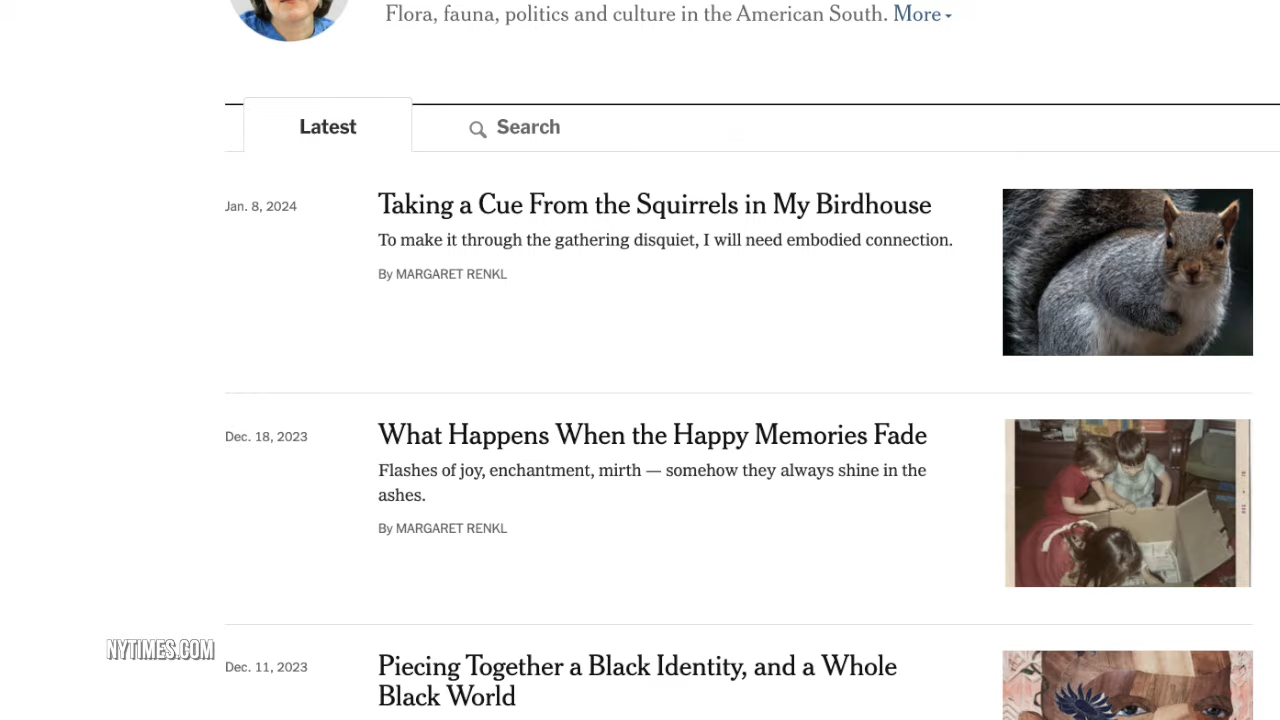 Flora, fauna, politics and culture in the American South. More
Latest
Search
Jan. 8, 2024
Taking a Cue From the Squirrels in My Birdhouse
To make it through the gathering disquiet, I will need embodied connection.
By MARGARET RENKL
Dec. 18, 2023
What Happens When the Happy Memories Fade
Flashes of joy, enchantment, mirth — somehow they always shine in the
ashes.
By MARGARET RENKL
NYTIMES.COM
Dec. 11, 2023
Piecing Together a Black Identity, and a Whole
Black World